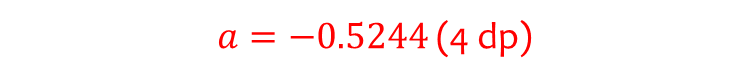 a = −0.5244 (4 dp)